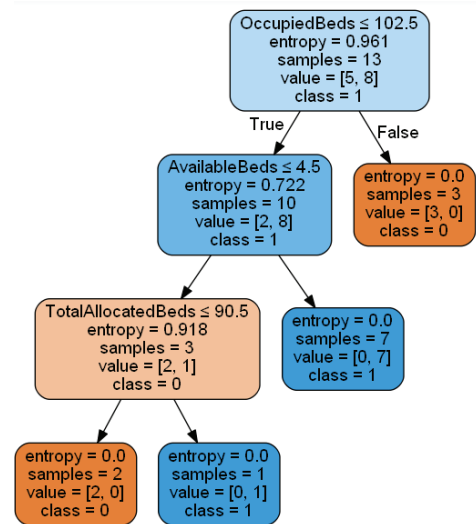 OccupiedBeds ≤ 102.5
entropy = 0.961
samples = 13
value = [5, 8]
class = 1
True
False
AvailableBeds ≤ 4.5
entropy = 0.722
samples = 10
value = [2, 8]
class = 1
entropy = 0.0
samples = 3
value = [3, 0]
class = 0
TotalAllocatedBeds ≤ 90.5
entropy = 0.918
samples = 3
value = [2, 1]
class = 0
entropy = 0.0
samples = 7
value = [0, 7]
class = 1
entropy = 0.0
samples = 2
value = [2, 0]
class = 0
entropy = 0.0
samples = 1
value = [0, 1]
class = 1